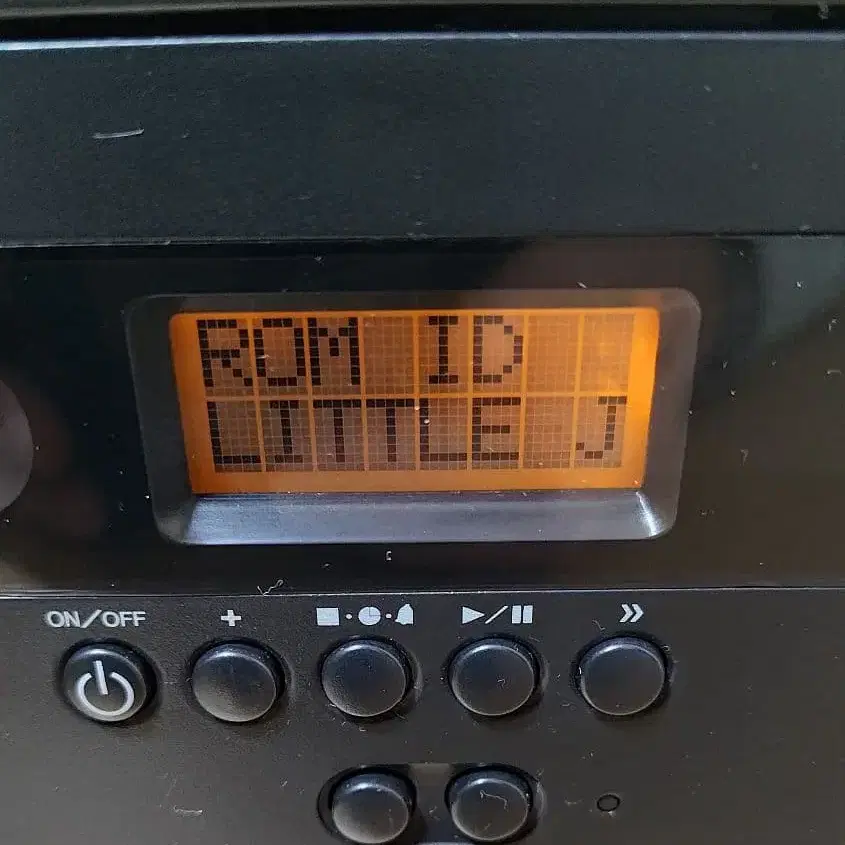 ROM ID
LITTLE J
ON/OFF